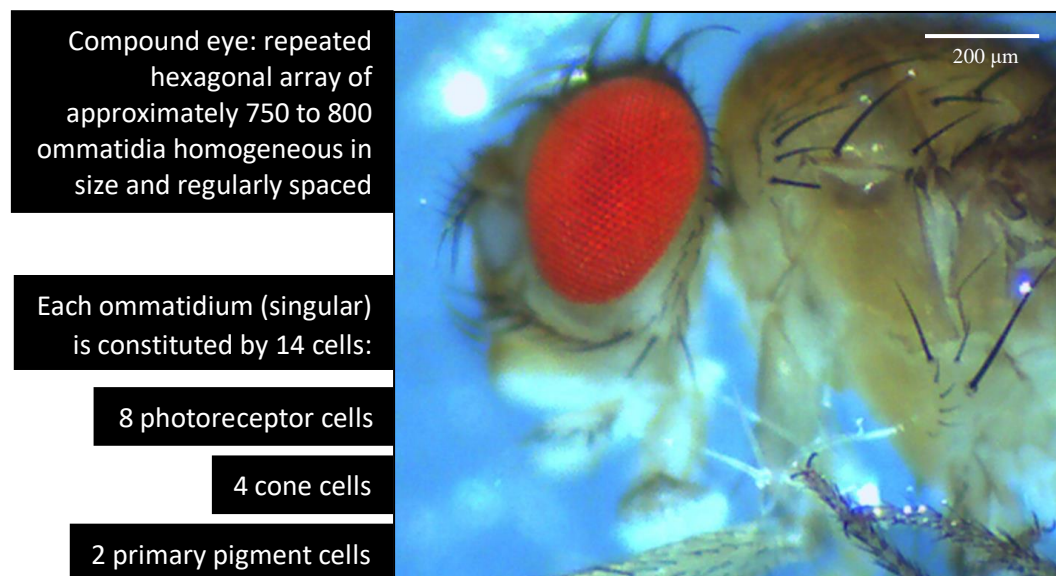 Compound eye: repeated
hexagonal array of
approximately 750 to 800
ommatidia homogeneous in
size and regularly spaced
200 μm
Each ommatidium (singular)
is constituted by 14 cells:
8 photoreceptor cells
4 cone cells
2 primary pigment cells